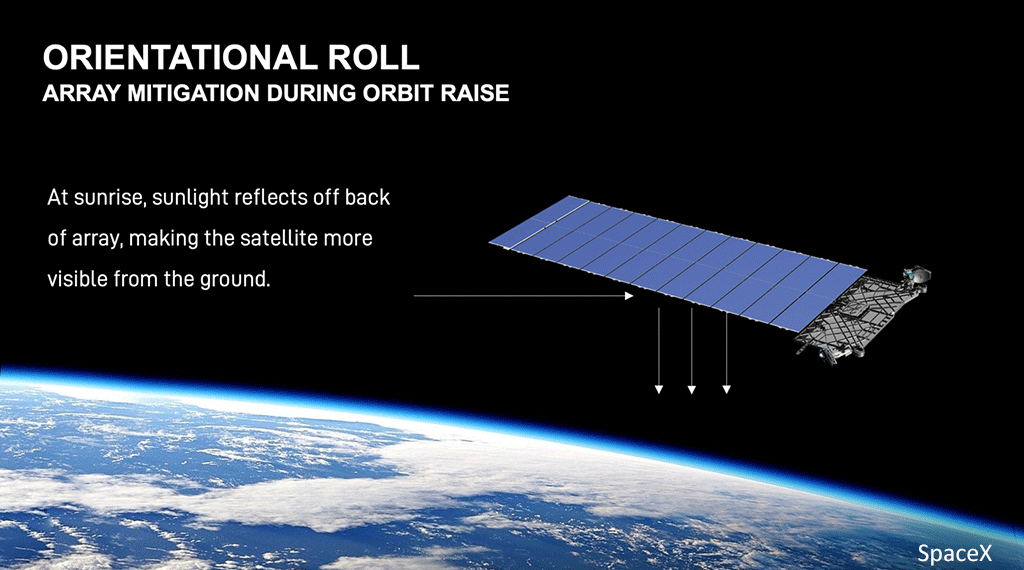 ORIENTATIONAL ROLL
ARRAY MITIGATION DURING ORBIT RAISE
At sunrise, sunlight reflects off back
of array, making the satellite more
visible from the ground.
SpaceX